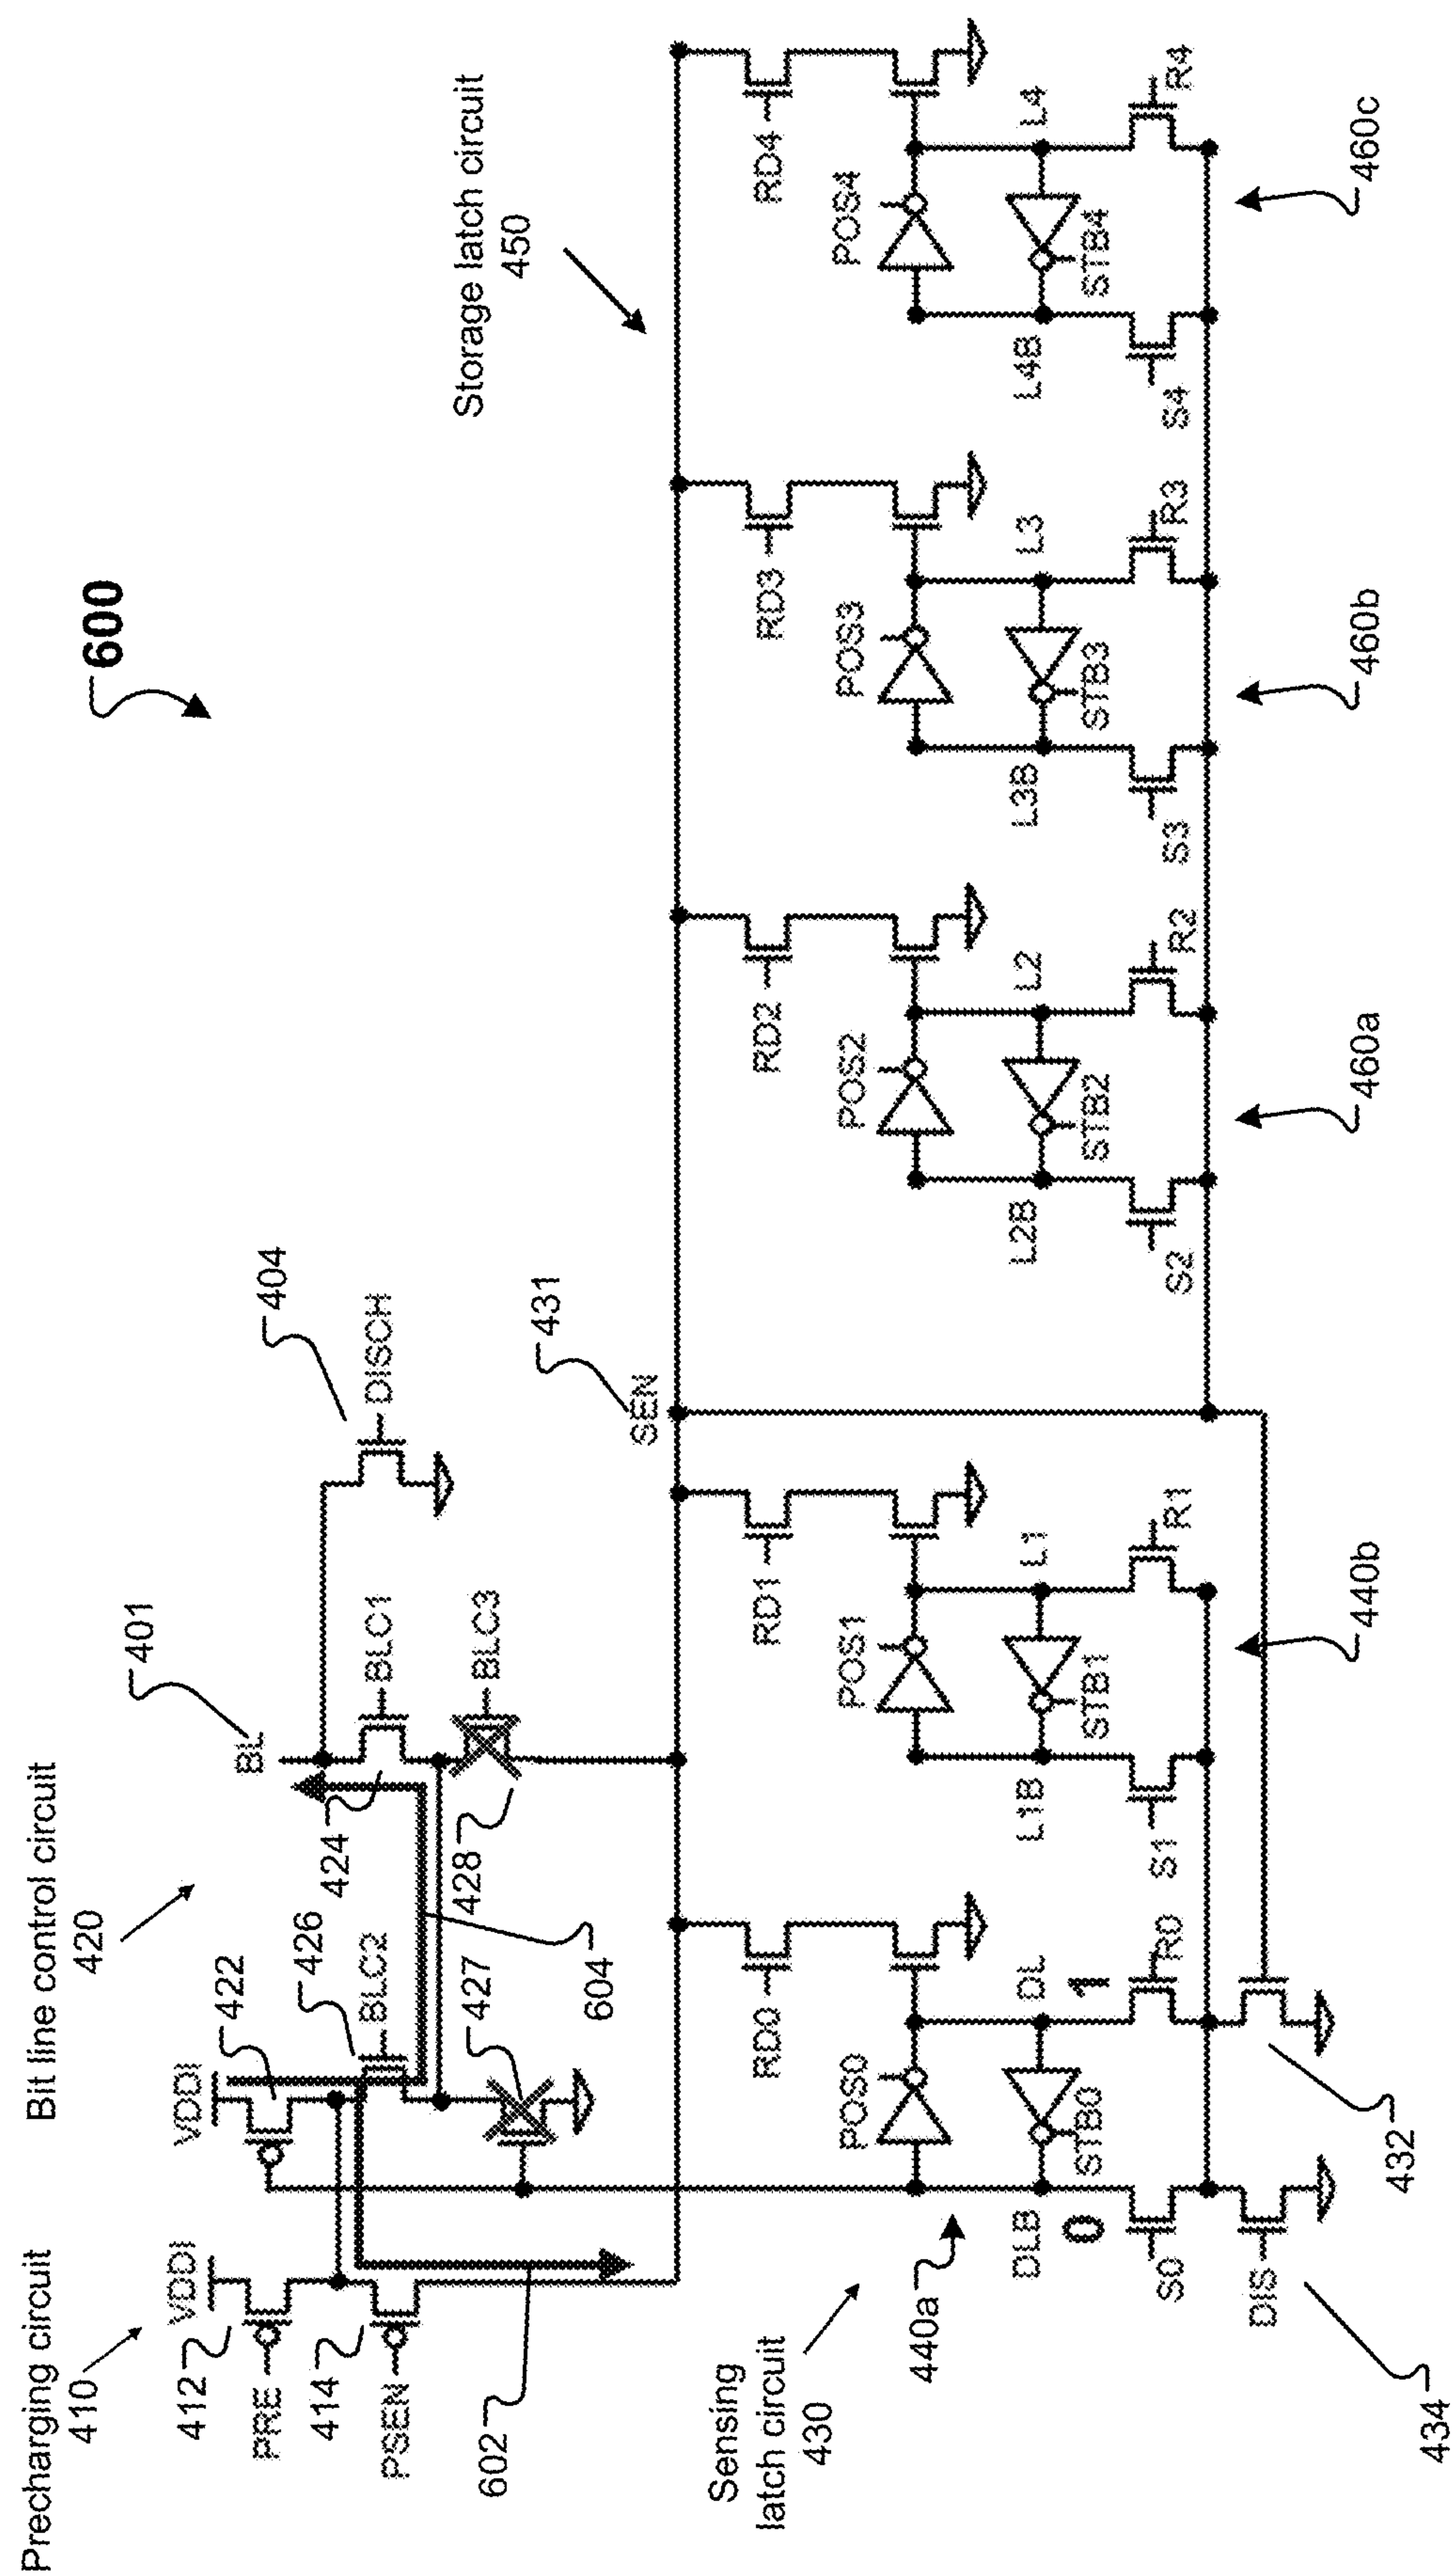 600
Precharging circuit
410
Bit line control circuit
420
Storage latch circuit
450
VDDI
VDDI
412
422
PRE
426
BLC2
BL
401
BLC1
DISCH
404
414
PSEN
424
427
428
BLC3
602
604
SEN
431
Sensing
latch circuit
430
440a
RD0
RD1
RD2
RD3
RD4
POS0
POS1
POS2
POS3
POS4
DLB
DL
L1B
L1
L2B
L2
L3B
L3
L4B
L4
STB0
STB1
STB2
STB3
STB4
0
1
S0
R0
S1
R1
S2
R2
S3
R3
S4
R4
DIS
434
432
440b
460a
460b
460c